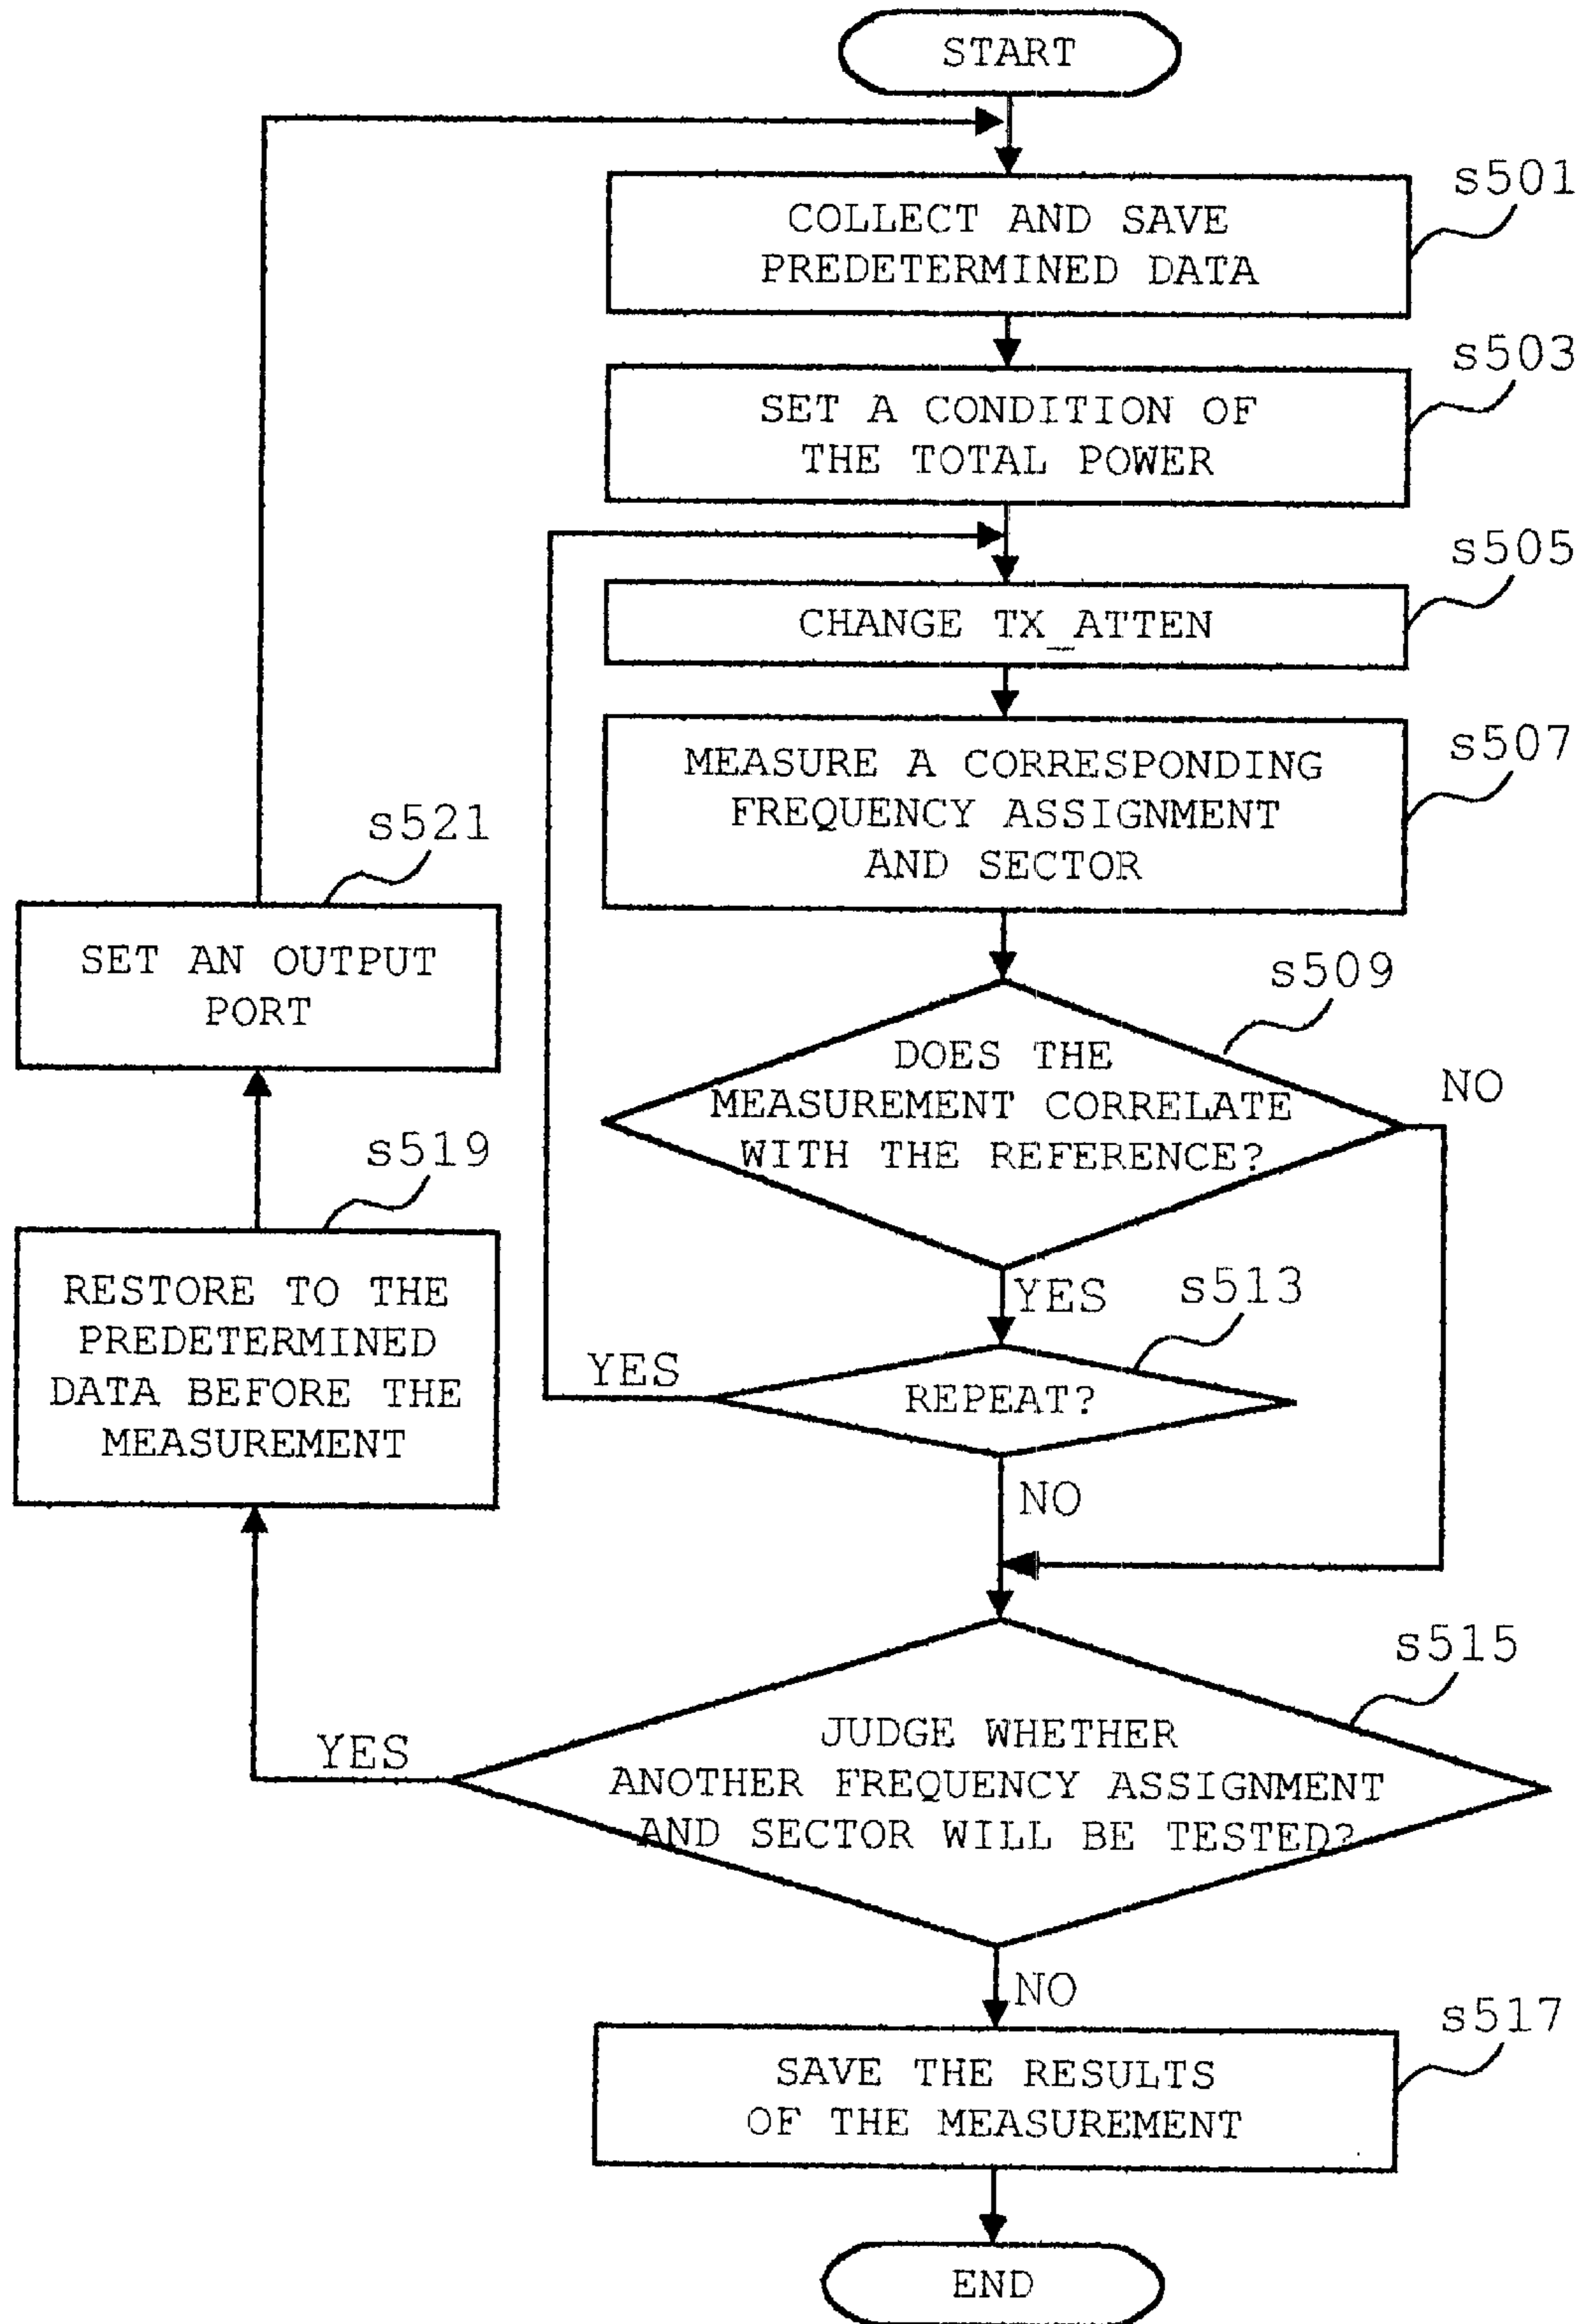 START
s501
COLLECT AND SAVE
PREDETERMINED DATA
s503
SET A CONDITION OF
THE TOTAL POWER
s505
CHANGE TX_ATTEN
s507
MEASURE A CORRESPONDING
FREQUENCY ASSIGNMENT
AND SECTOR
s521
SET AN OUTPUT
PORT
s509
DOES THE
MEASUREMENT CORRELATE
WITH THE REFERENCE?
NO
s519
RESTORE TO THE
PREDETERMINED
DATA BEFORE THE
MEASUREMENT
YES
s513
YES
REPEAT?
NO
s515
JUDGE WHETHER
ANOTHER FREQUENCY ASSIGNMENT
AND SECTOR WILL BE TESTED?
YES
NO
s517
SAVE THE RESULTS
OF THE MEASUREMENT
END